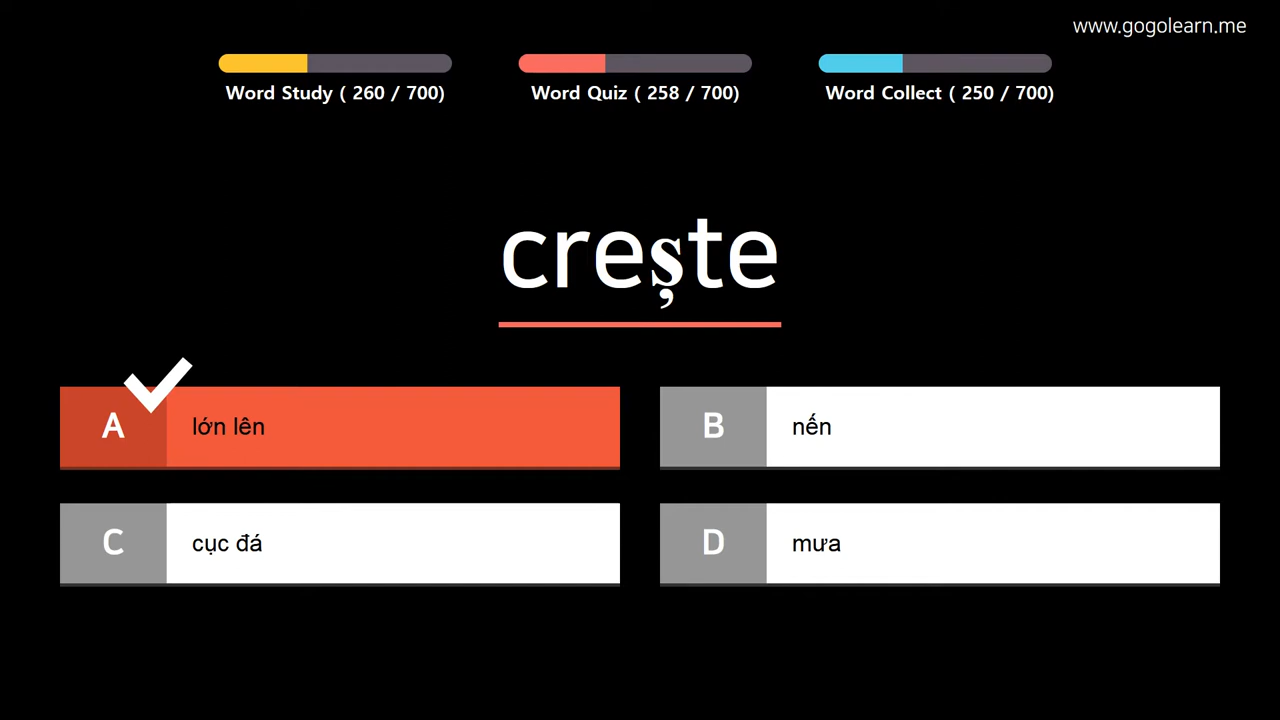 www.gogolearn.me
Word Study ( 260 / 700)
Word Quiz ( 258 / 700)
Word Collect ( 250 / 700)
crește
A lớn lên
B nến
C cục đá
D mưa